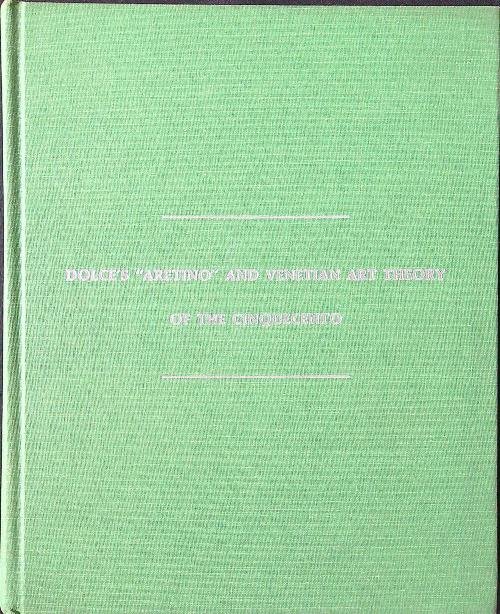 DOLCE'S "ARETINO" AND VENETIAN ART THEORY
OF THE CINQUECENTO